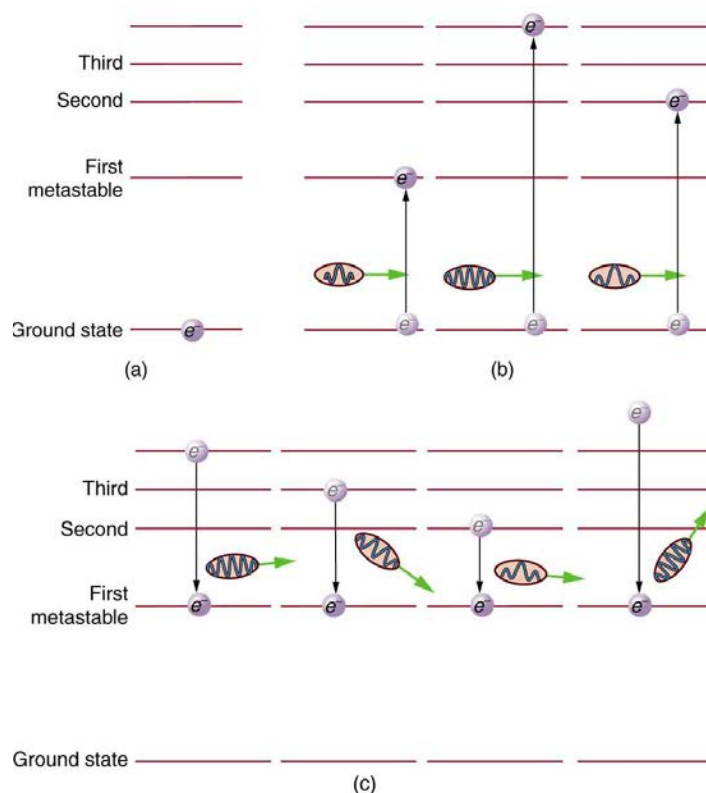 Third
Second
First
metastable
Ground state
e⁻
(a)
e⁻
e⁻
e⁻
e⁻
e⁻
e⁻
(b)
e⁻
e⁻
e⁻
e⁻
Third
Second
First
metastable
e⁻
e⁻
e⁻
e⁻
Ground state
(c)